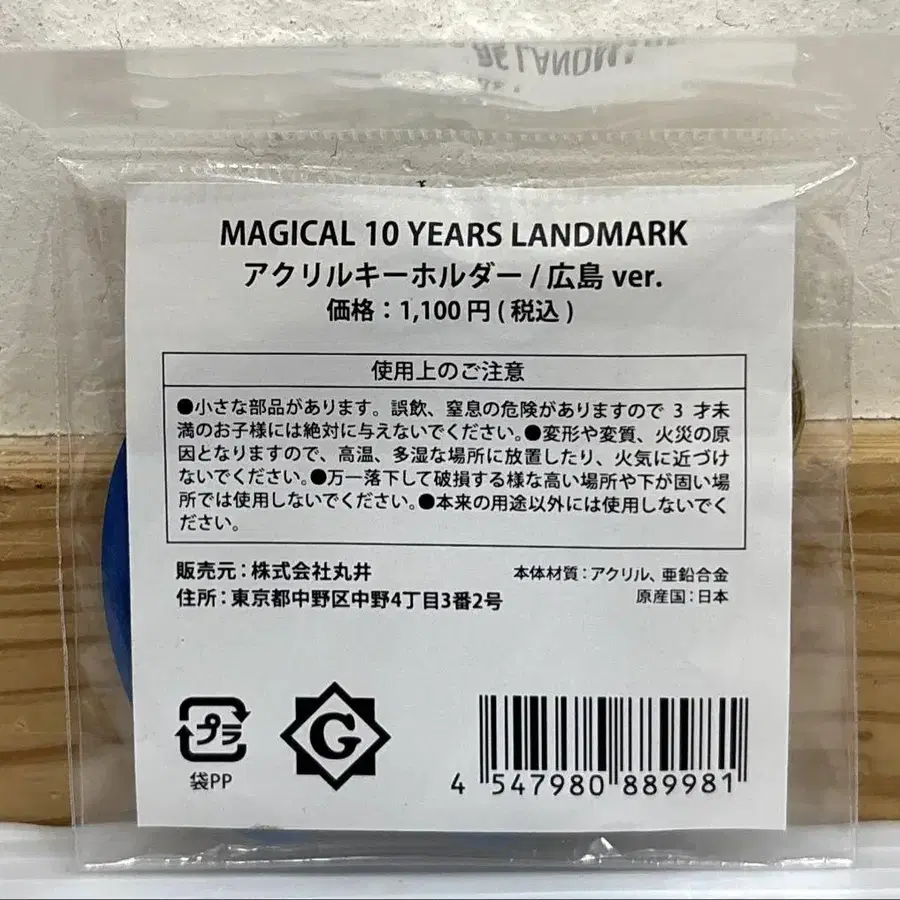 MAGICAL 10 YEARS LANDMARK
アクリルキーホルダー / 広島 ver.
価格：1,100 円 ( 税込 )
使用上のご注意
●小さな部品があります。誤飲、窒息の危険がありますので 3 才未
満のお子様には絶対に与えないでください。●変形や変質、火災の原
因となりますので、高温、多湿な場所に放置したり、火気に近づけ
ないでください。●万一落下して破損する様な高い場所や下が固い場
所では使用しないでください。●本来の用途以外には使用しないでく
ださい。
販売元：株式会社丸井
住所：東京都中野区中野4丁目3番2号
本体材質：アクリル、亜鉛合金
原産国：日本
プラ
袋PP
G
4 547980 889981